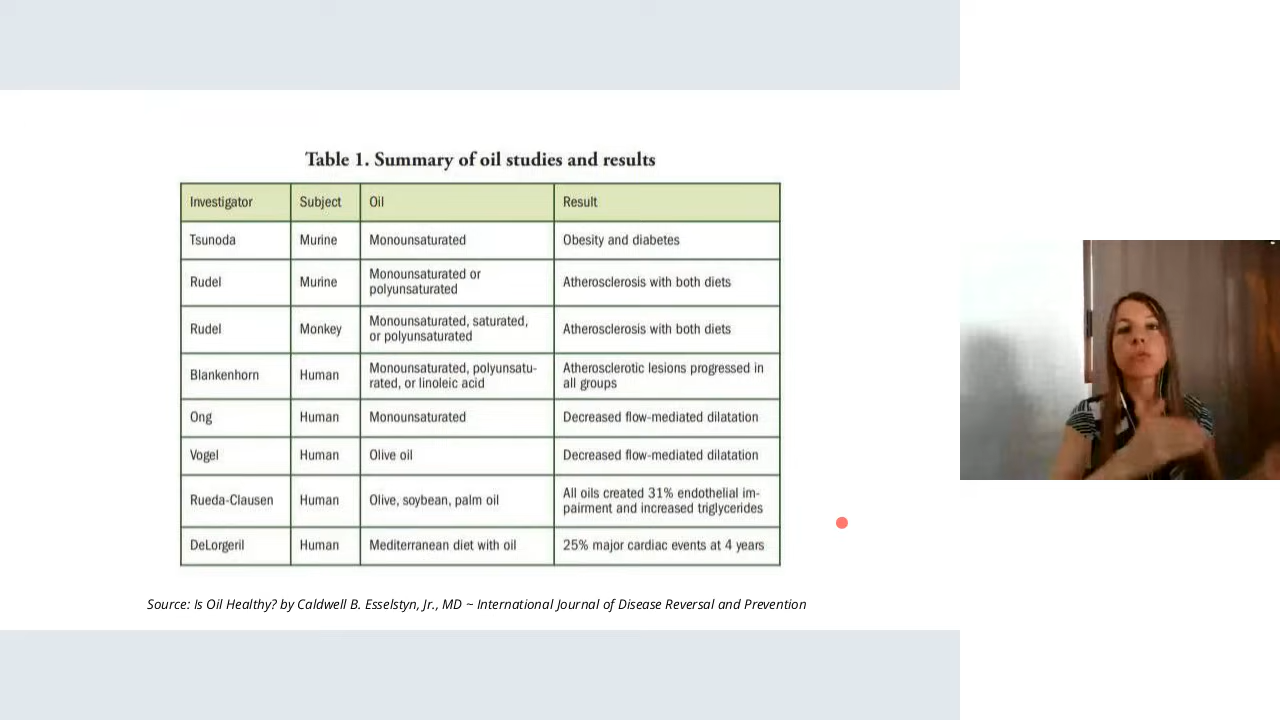 Table 1. Summary of oil studies and results
Investigator Subject Oil Result
Tsunoda Murine Monounsaturated Obesity and diabetes
Rudel Murine Monounsaturated or
polyunsaturated Atherosclerosis with both diets
Rudel Monkey Monounsaturated, saturated,
or polyunsaturated Atherosclerosis with both diets
Blankenhorn Human Monounsaturated, polyunsatu-
rated, or linoleic acid Atherosclerotic lesions progressed in
all groups
Ong Human Monounsaturated Decreased flow-mediated dilatation
Vogel Human Olive oil Decreased flow-mediated dilatation
Rueda-Clausen Human Olive, soybean, palm oil All oils created 31% endothelial im-
pairment and increased triglycerides
DeLorgeril Human Mediterranean diet with oil 25% major cardiac events at 4 years
Source: Is Oil Healthy? by Caldwell B. Esselstyn, Jr., MD ~ International Journal of Disease Reversal and Prevention